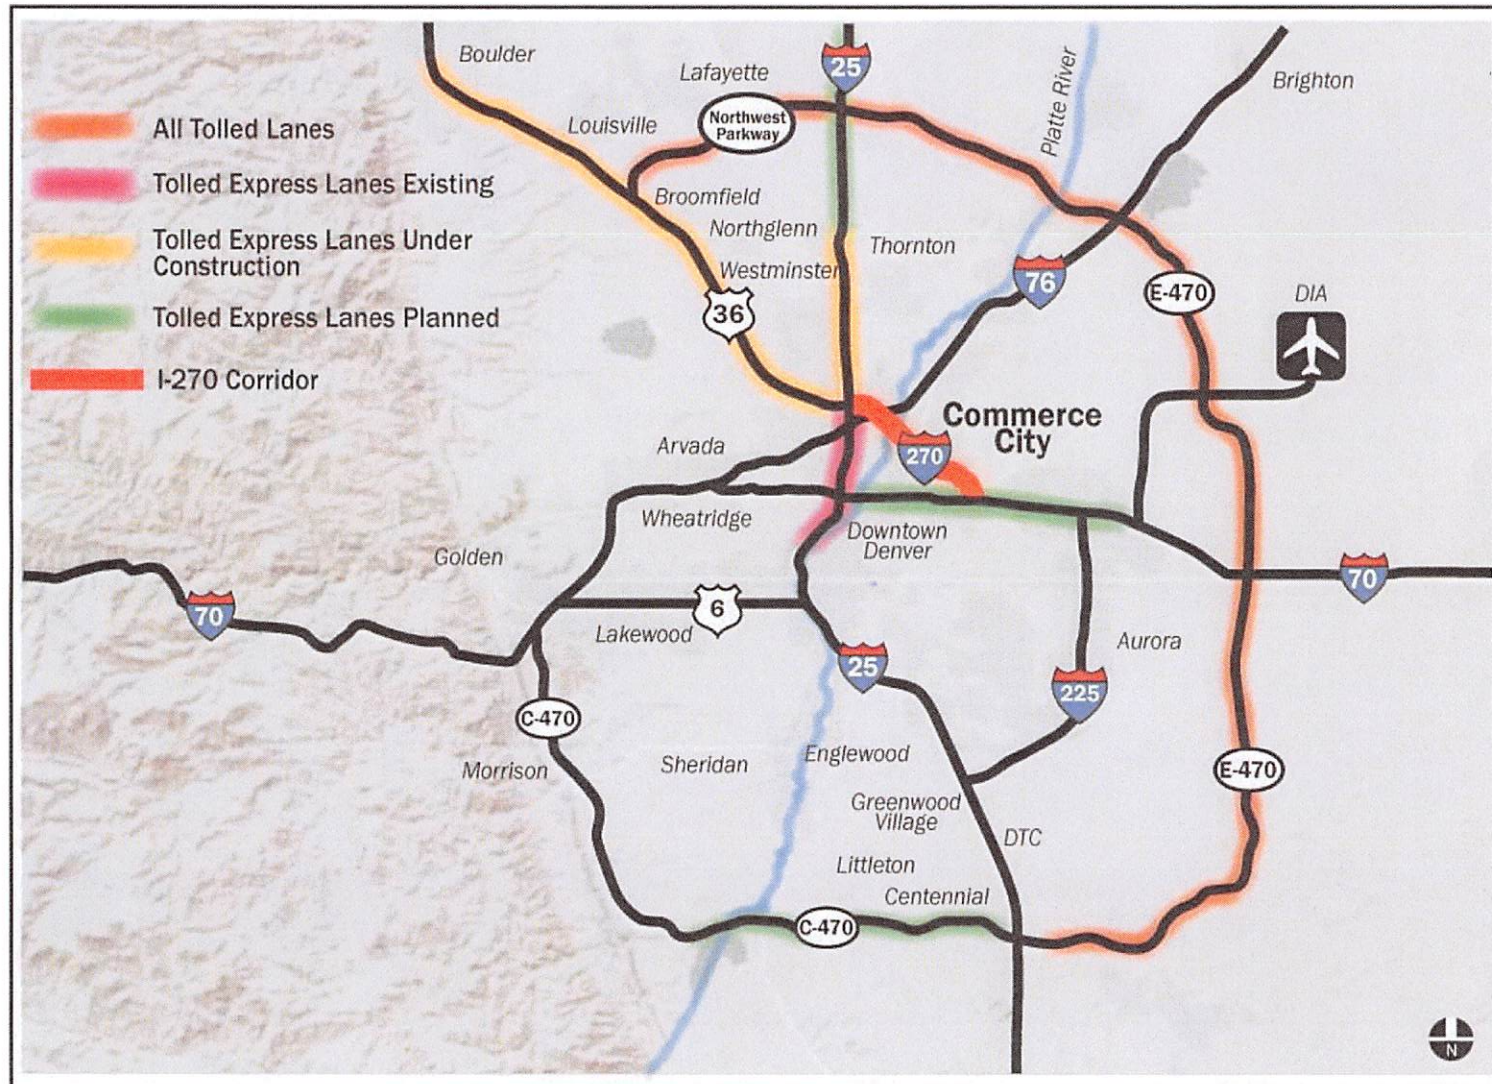 Boulder
Lafayette
25
Platte River
Brighton
All Tolled Lanes
Louisville
Northwest
Parkway
Tolled Express Lanes Existing
Broomfield
Northglenn
Thornton
Tolled Express Lanes Under
Construction
Westminster
76
E-470
DIA
Tolled Express Lanes Planned
36
I-270 Corridor
Commerce
City
Arvada
270
Wheatridge
Downtown
Denver
Golden
70
70
6
Lakewood
25
Aurora
225
C-470
Morrison
Sheridan
Englewood
E-470
Greenwood
Village
DTC
Littleton
Centennial
C-470
N